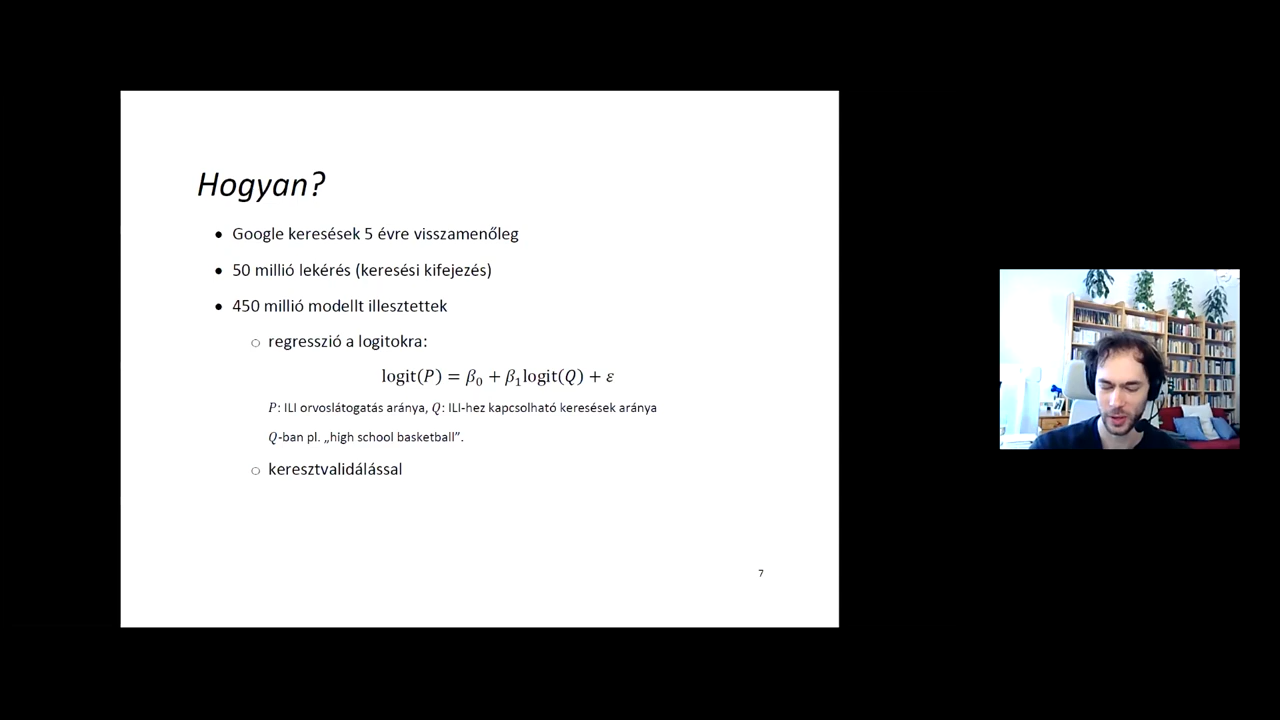 Hogyan?
● Google keresések 5 évre visszamenőleg
● 50 millió lekérés (keresési kifejezés)
● 450 millió modellt illesztettek
○ regresszió a logitokra:
logit(P) = β₀ + β₁logit(Q) + ε
P: ILI orvoslátogatás aránya, Q: ILI-hez kapcsolható keresések aránya
Q-ban pl. „high school basketball”.
○ keresztvalidálással
7